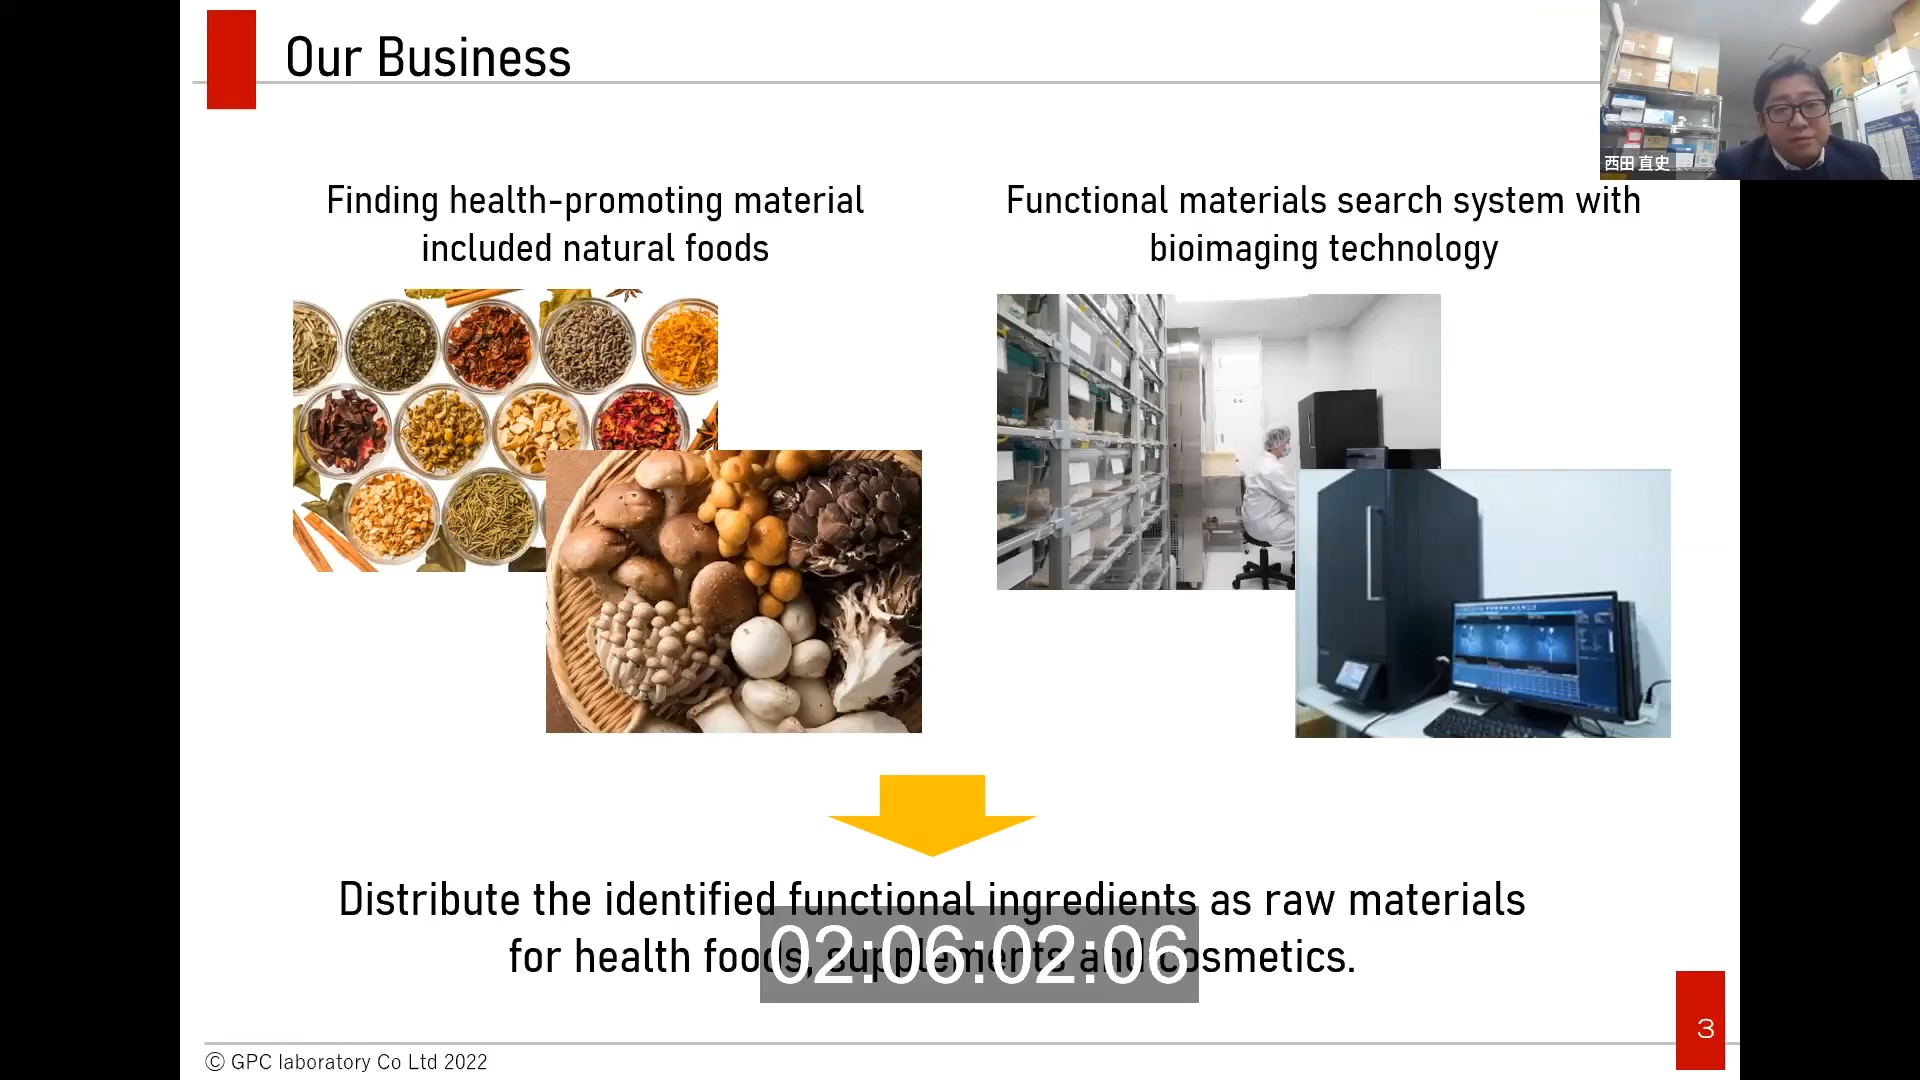 Our Business
西田 直史
Finding health-promoting material
included natural foods
Functional materials search system with
bioimaging technology
Distribute the identified functional ingredients as raw materials
for health foods, supplements and cosmetics.
02:06:02:06
3
© GPC laboratory Co Ltd 2022